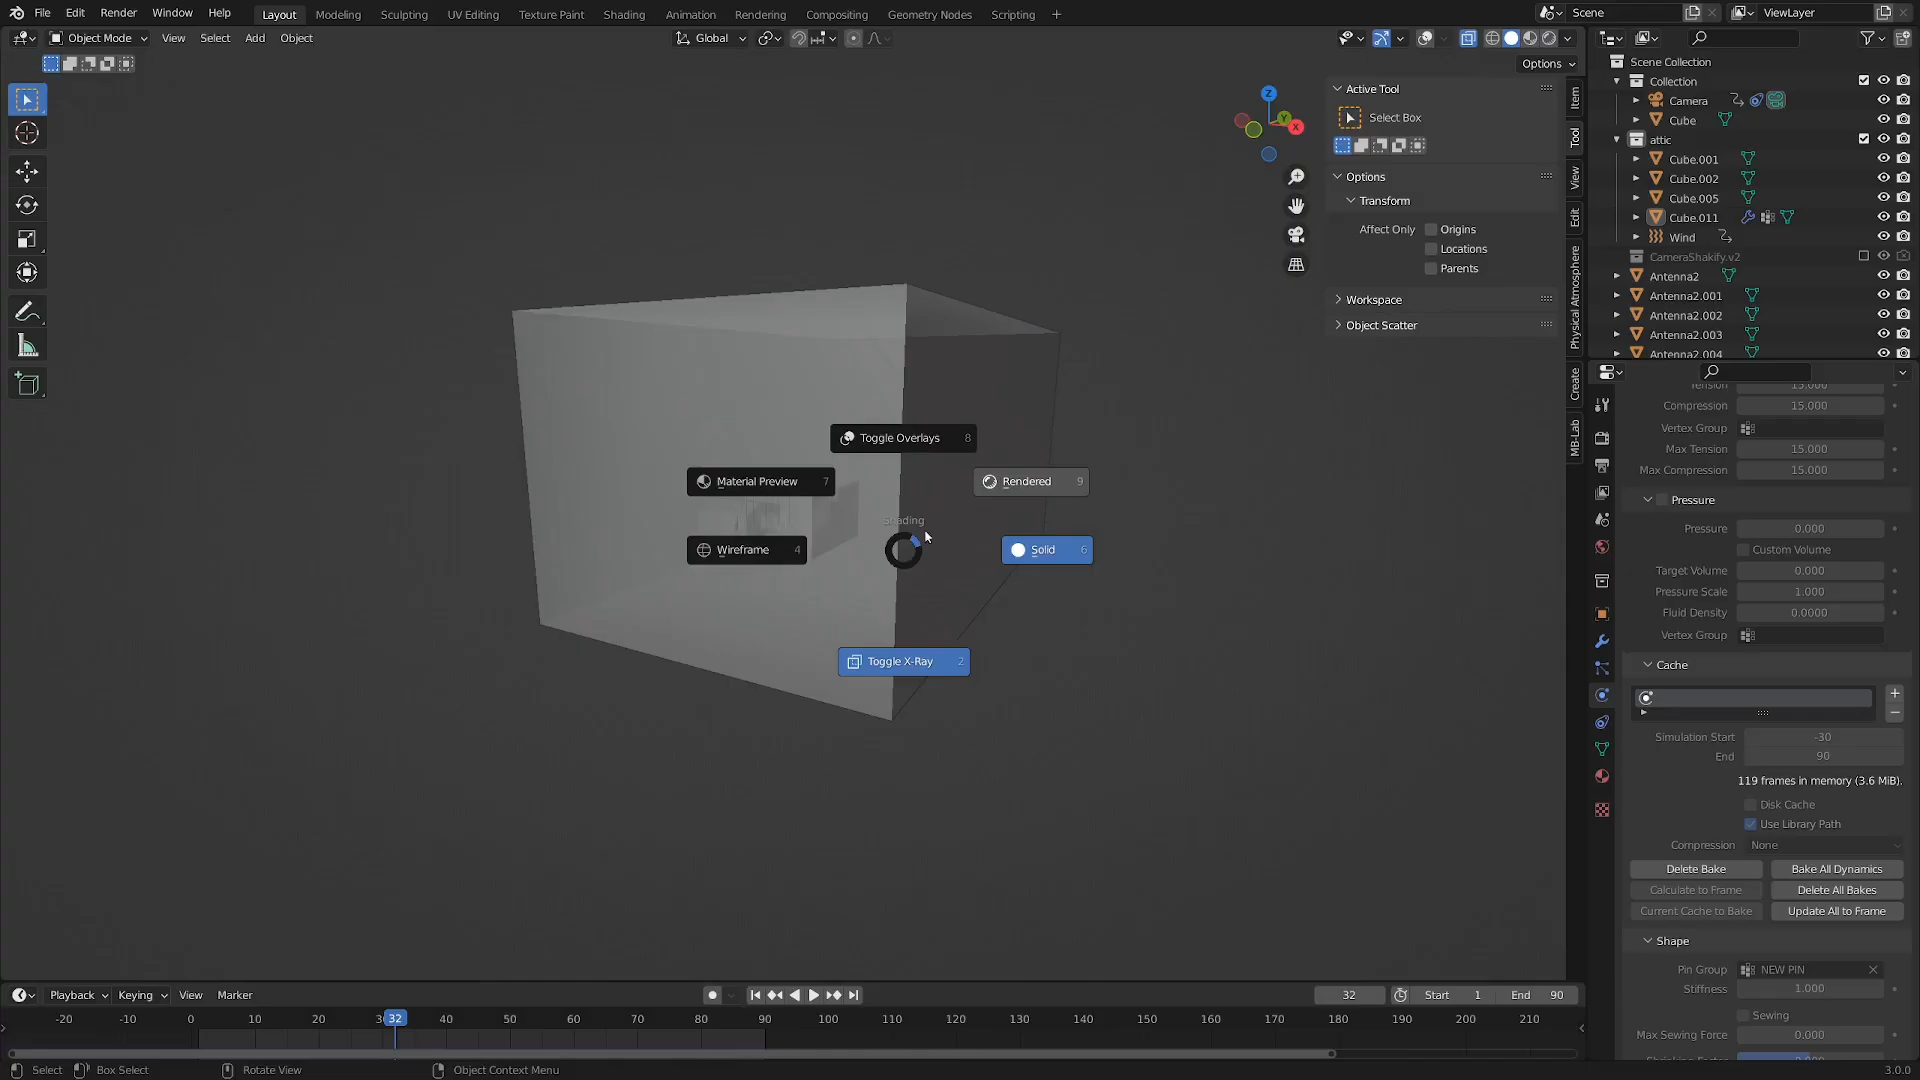 File Edit Render Window Help Layout Modeling Sculpting UV Editing Texture Paint Shading Animation Rendering Compositing Geometry Nodes Scripting + Scene ViewLayer
Object Mode View Select Add Object Global
Options
Scene Collection
Collection
Camera
Cube
attic
Cube.001
Cube.002
Cube.005
Cube.011
Wind
CameraShakify.v2
Antenna2
Antenna2.001
Antenna2.002
Antenna2.003
Antenna2.004
Z
Y
X
Active Tool
Select Box
Options
Transform
Affect Only Origins
Locations
Parents
Workspace
Object Scatter
Item
Tool
View
Edit
Physical Atmosphere
Create
MB-Lab
Toggle Overlays 8
Material Preview 7
Rendered 9
Shading
Wireframe 4
Solid 6
Toggle X-Ray 2
Tension 15.000
Compression 15.000
Vertex Group
Max Tension 15.000
Max Compression 15.000
Pressure
Pressure 0.000
Custom Volume
Target Volume 0.000
Pressure Scale 1.000
Fluid Density 0.0000
Vertex Group
Cache
Simulation Start -30
End 90
119 frames in memory (3.6 MiB).
Disk Cache
Use Library Path
Compression None
Delete Bake Bake All Dynamics
Calculate to Frame Delete All Bakes
Current Cache to Bake Update All to Frame
Shape
Pin Group NEW PIN
Stiffness 1.000
Sewing
Max Sewing Force 0.000
Playback Keying View Marker 32 Start 1 End 90
-20 -10 0 10 20 32 40 50 60 70 80 90 100 110 120 130 140 150 160 170 180 190 200 210
Select Box Select Rotate View Object Context Menu 3.0.0